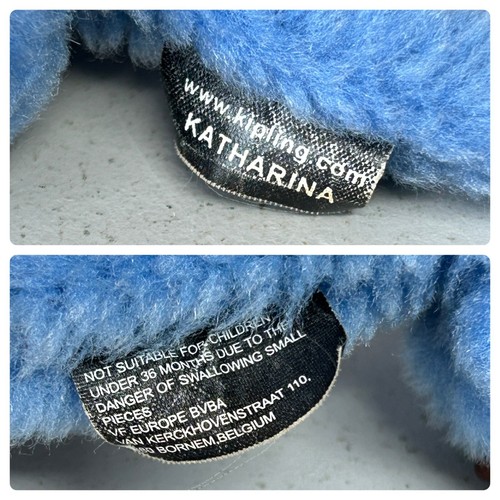 www.kipling.com
KATHARINA
NOT SUITABLE FOR CHILDREN
UNDER 36 MONTHS DUE TO THE
DANGER OF SWALLOWING SMALL
PIECES
VF EUROPE BVBA
VAN KERCKHOVENSTRAAT 110.
BORNEM.BELGIUM